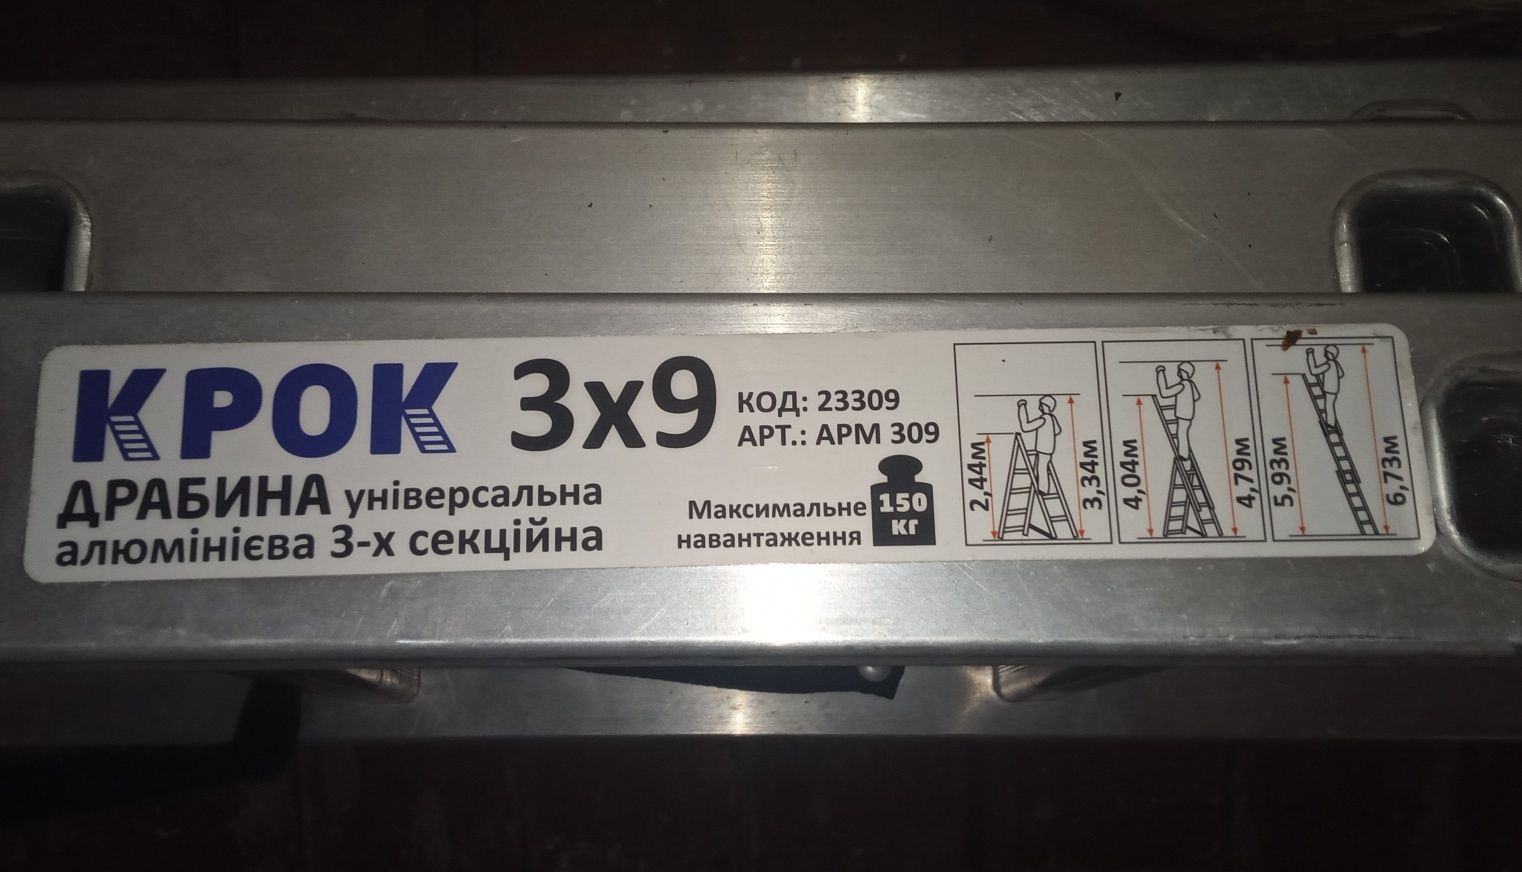 КРОК 3х9
КОД: 23309
АРТ.: АРМ 309
ДРАБИНА універсальна
алюмінієва 3-х секційна
Максимальне
навантаження
150
кг
2,44м
3,34м
4,04м
4,79м
5,93м
6,73м